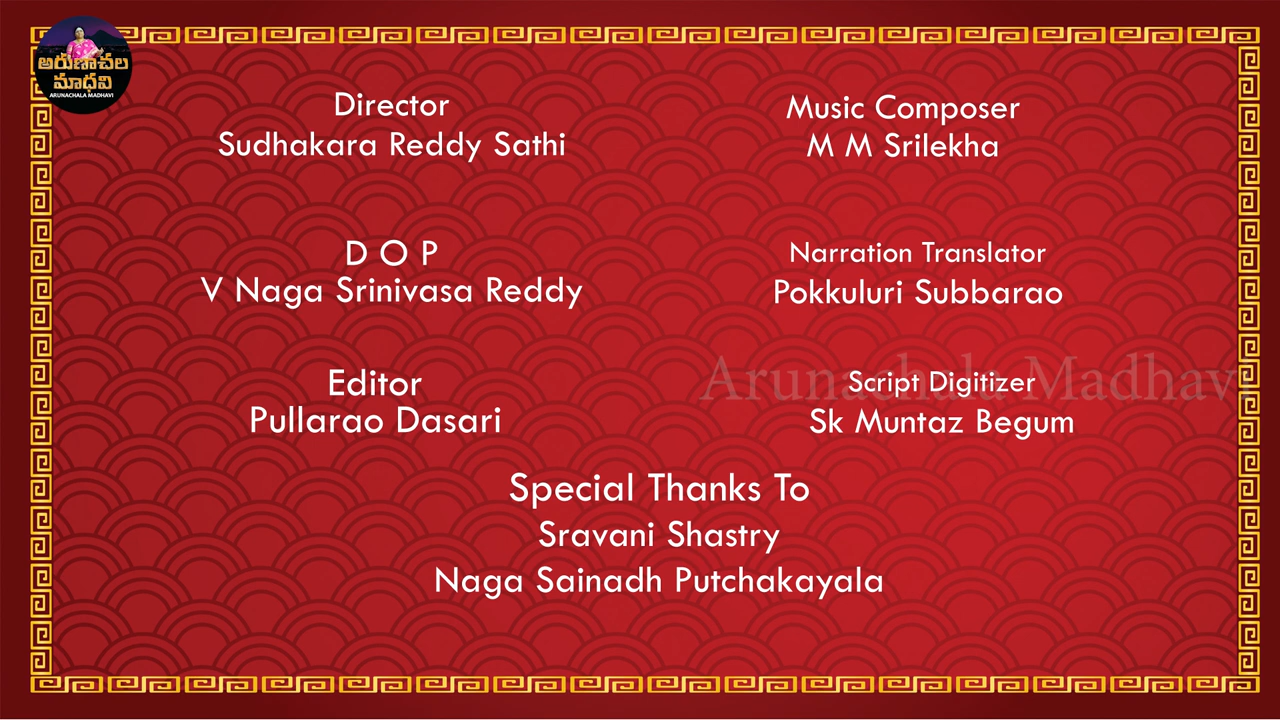 అరుణాచల
మాధవి
ARUNACHALA MADHAVI
Director
Sudhakara Reddy Sathi
Music Composer
M M Srilekha
D O P
V Naga Srinivasa Reddy
Narration Translator
Pokkuluri Subbarao
Editor
Pullarao Dasari
Arunachala Madhavi
Script Digitizer
Sk Muntaz Begum
Special Thanks To
Sravani Shastry
Naga Sainadh Putchakayala